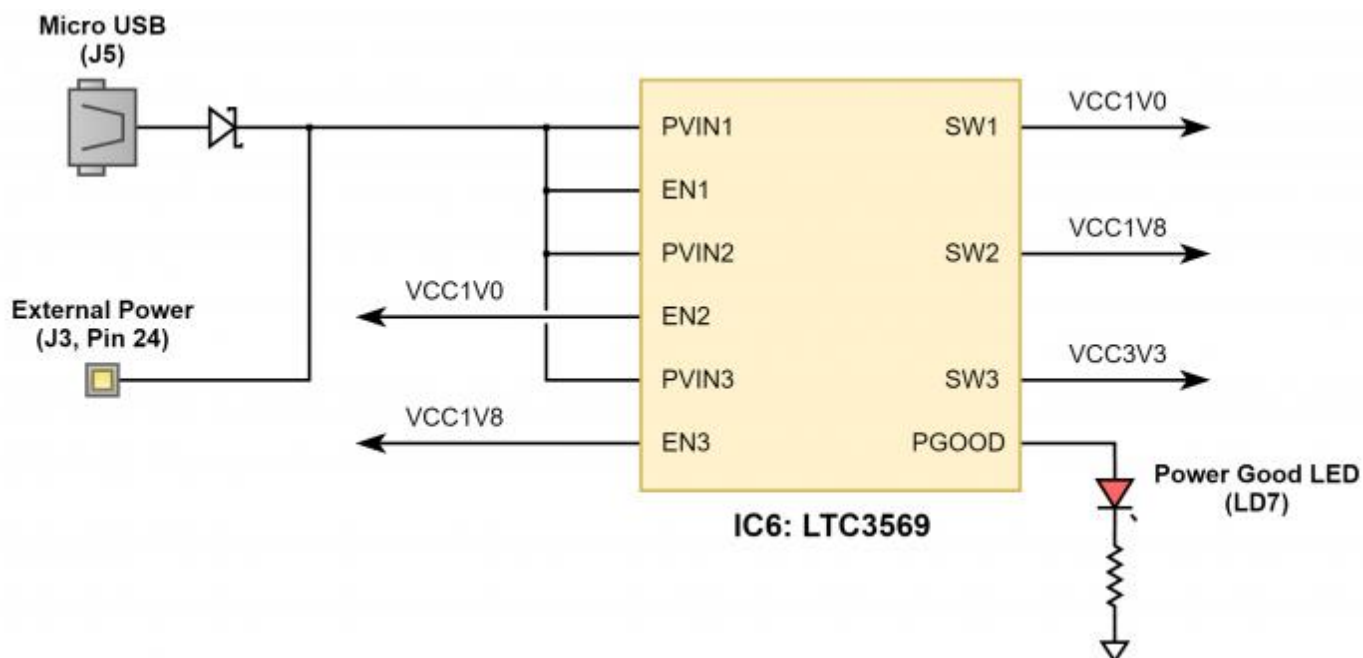 Micro USB
(J5)
PVIN1
SW1
VCC1V0
EN1
PVIN2
SW2
VCC1V8
VCC1V0
EN2
External Power
(J3, Pin 24)
PVIN3
SW3
VCC3V3
VCC1V8
EN3
PGOOD
Power Good LED
(LD7)
IC6: LTC3569